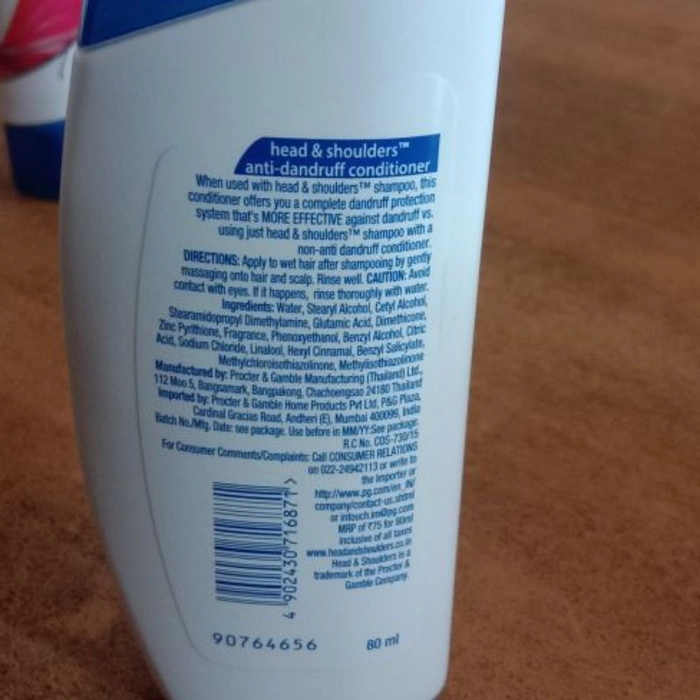 head & shoulders™
anti-dandruff conditioner
When used with head & shoulders™ shampoo, this
conditioner offers you a complete dandruff protection
system that's MORE EFFECTIVE against dandruff vs.
using just head & shoulders™ shampoo with a
non-anti dandruff conditioner.
DIRECTIONS: Apply to wet hair after shampooing by gently
massaging onto hair and scalp. Rinse well. CAUTION: Avoid
contact with eyes. If it happens, rinse thoroughly with water.
Ingredients: Water, Stearyl Alcohol, Cetyl Alcohol,
Stearamidopropyl Dimethylamine, Glutamic Acid, Dimethicone,
Zinc Pyrithione, Fragrance, Phenoxyethanol, Benzyl Alcohol, Citric
Acid, Sodium Chloride, Linalool, Hexyl Cinnamal, Benzyl Salicylate,
Methylchloroisothiazolinone, Methylisothiazolinone
Manufactured by: Procter & Gamble Manufacturing (Thailand) Ltd.,
112 Moo 5, Bangsamark, Bangpakong, Chachoengsao 24180 Thailand
Imported by: Procter & Gamble Home Products Pvt Ltd, P&G Plaza,
Cardinal Gracias Road, Andheri (E), Mumbai 400099, India
Batch No./Mfg. Date: see package. Use before in MM/YY: See package.
R.C No. COS-730/15
For Consumer Comments/Complaints: Call CONSUMER RELATIONS
on 022-24942113 or write to
the Importer or
http://www.pg.com/en_IN/
company/contact-us.shtml
or intouch.im@pg.com
MRP of ₹75 for 80ml
inclusive of all taxes
www.headandshoulders.co.in
Head & Shoulders is a
trademark of the Procter &
Gamble Company.
4 902430 716871 >
90764656
80 ml